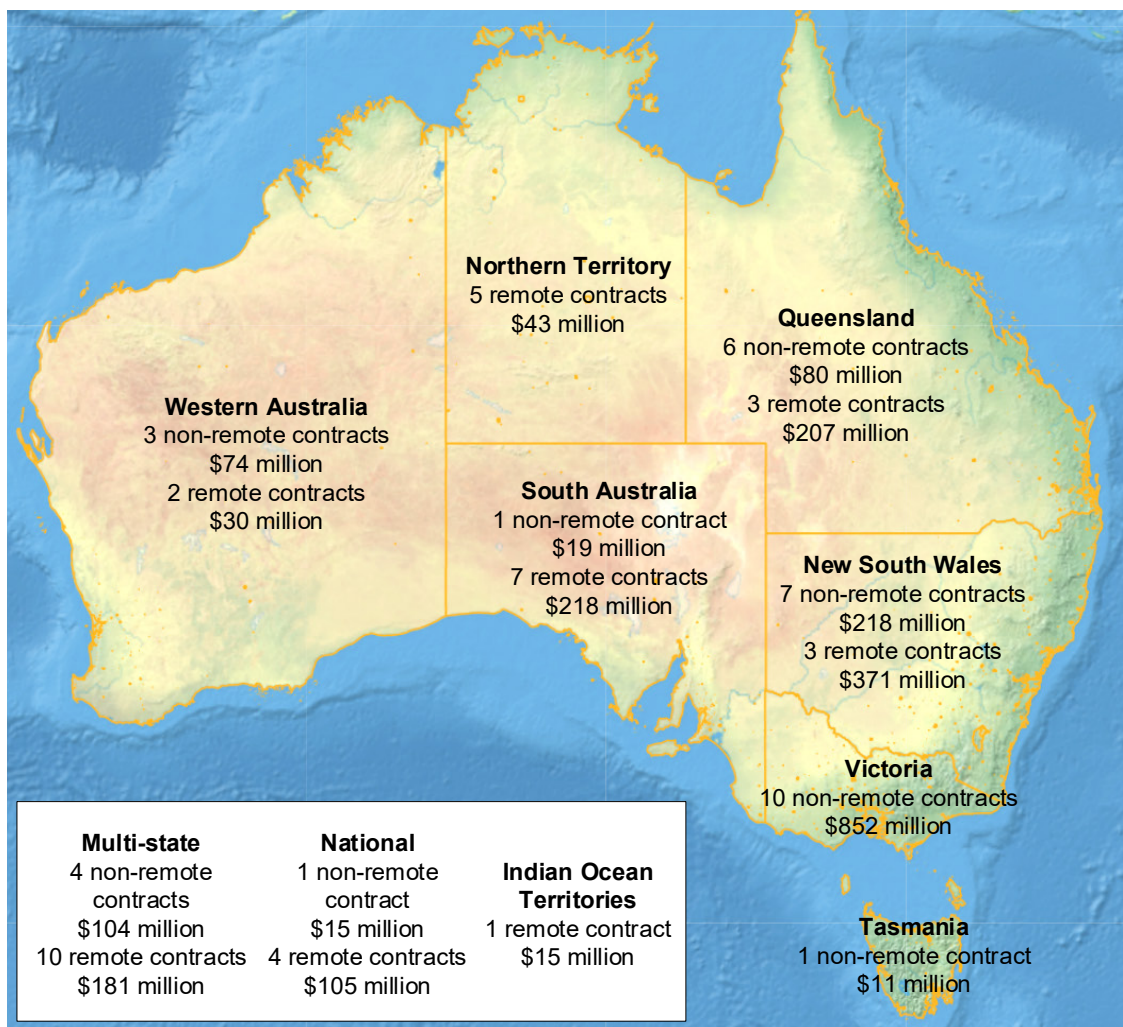 Northern Territory
5 remote contracts
$43 million
Queensland
6 non-remote contracts
$80 million
3 remote contracts
$207 million
Western Australia
3 non-remote contracts
$74 million
2 remote contracts
$30 million
South Australia
1 non-remote contract
$19 million
7 remote contracts
$218 million
New South Wales
7 non-remote contracts
$218 million
3 remote contracts
$371 million
Victoria
10 non-remote contracts
$852 million
Multi-state
4 non-remote
contracts
$104 million
10 remote contracts
$181 million
National
1 non-remote
contract
$15 million
4 remote contracts
$105 million
Indian Ocean
Territories
1 remote contract
$15 million
Tasmania
1 non-remote contract
$11 million